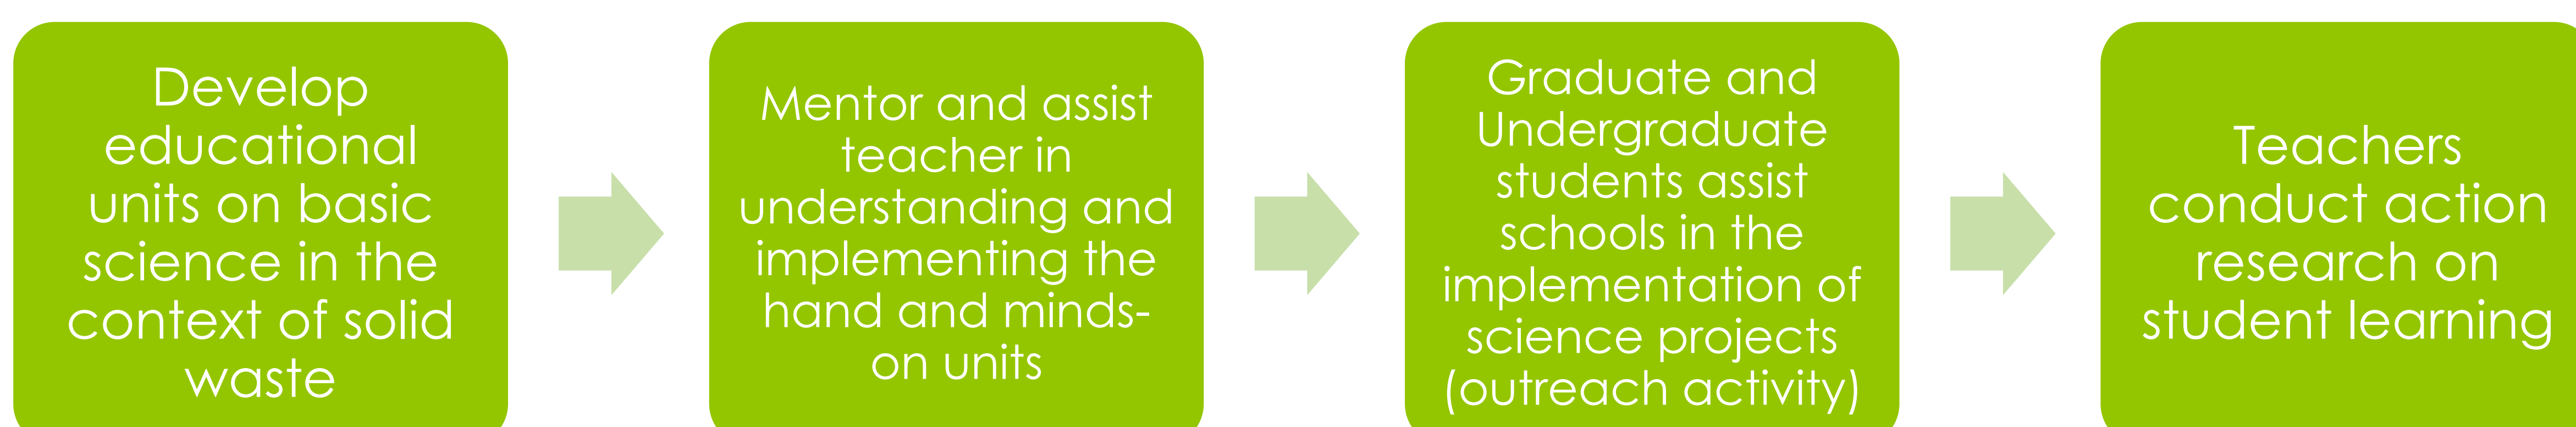 Develop
educational
units on basic
science in the
context of solid
waste
Mentor and assist
teacher in
understanding and
implementing the
hand and minds-
on units
Graduate and
Undergraduate
students assist
schools in the
implementation of
science projects
(outreach activity)
Teachers
conduct action
research on
student learning